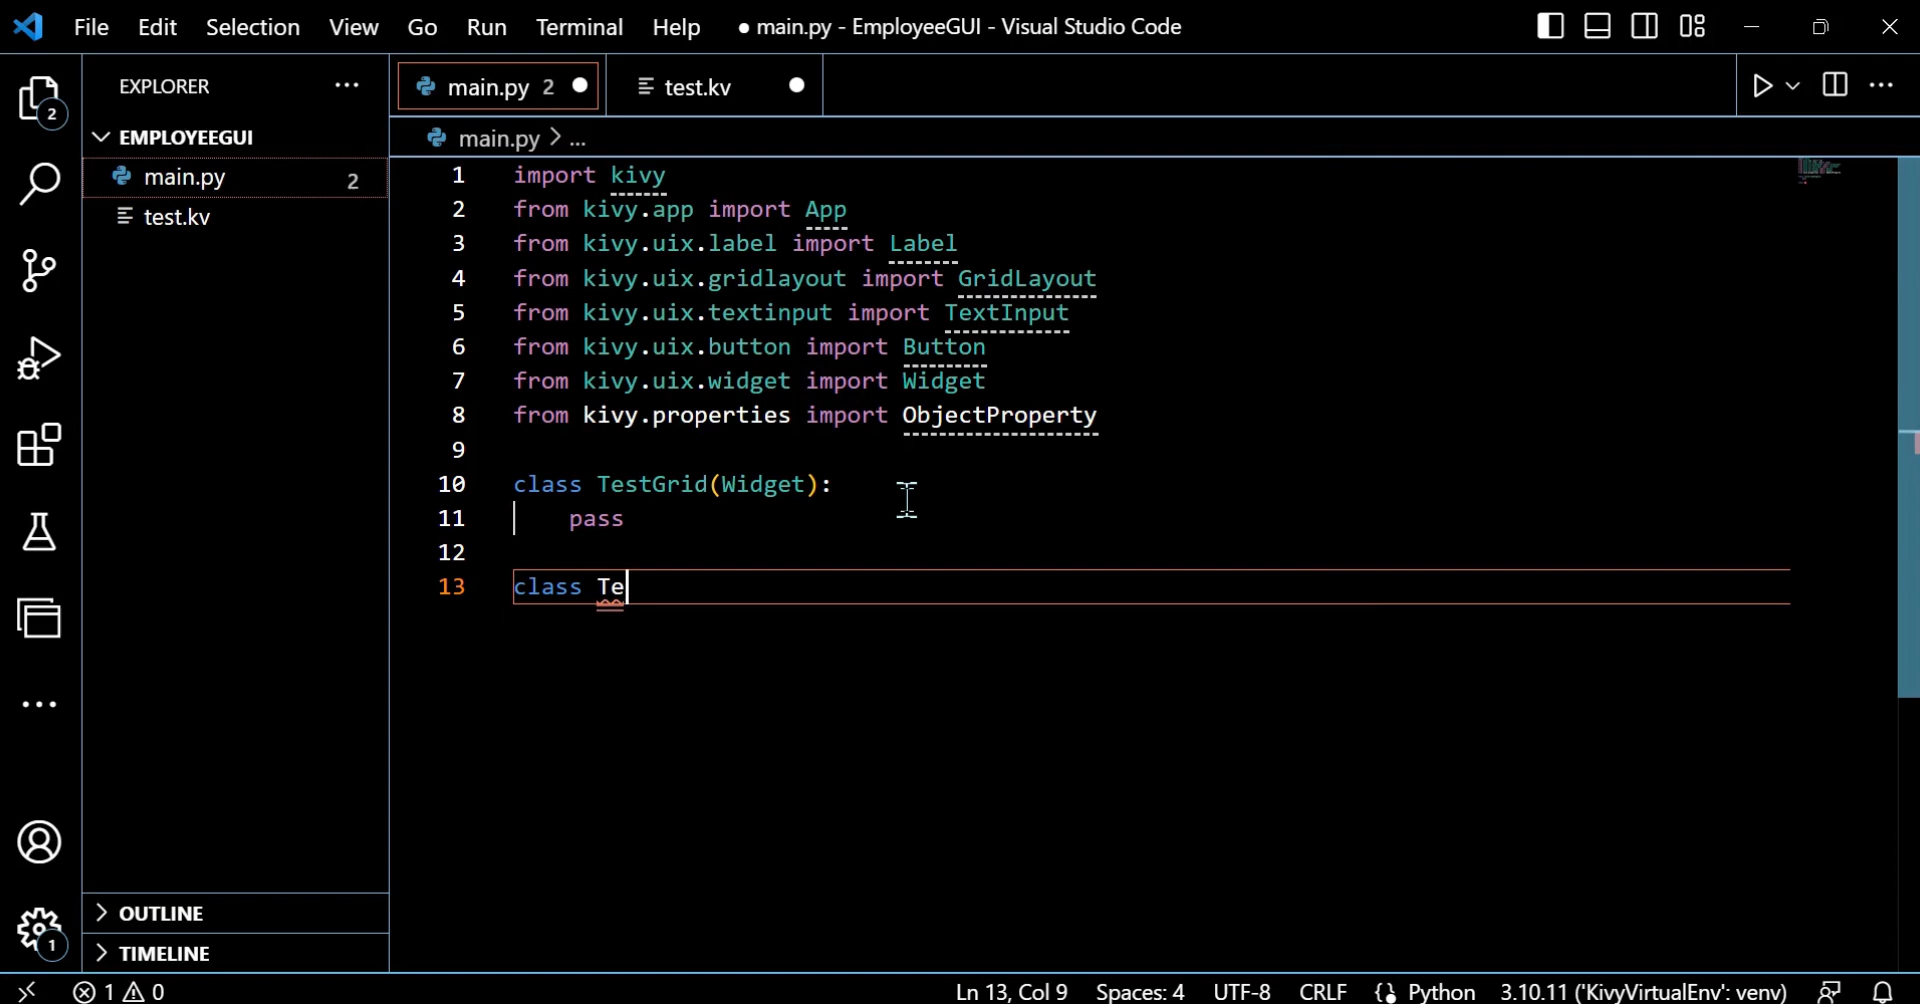 File Edit Selection View Go Run Terminal Help ● main.py - EmployeeGUI - Visual Studio Code
EXPLORER ···
main.py 2
test.kv
2
EMPLOYEEGUI
main.py > ...
main.py 2
test.kv
1 import kivy
2 from kivy.app import App
3 from kivy.uix.label import Label
4 from kivy.uix.gridlayout import GridLayout
5 from kivy.uix.textinput import TextInput
6 from kivy.uix.button import Button
7 from kivy.uix.widget import Widget
8 from kivy.properties import ObjectProperty
9
10 class TestGrid(Widget):
11 pass
12
13 class Te
OUTLINE
1
TIMELINE
1 0 Ln 13, Col 9 Spaces: 4 UTF-8 CRLF Python 3.10.11 ('KivyVirtualEnv': venv)